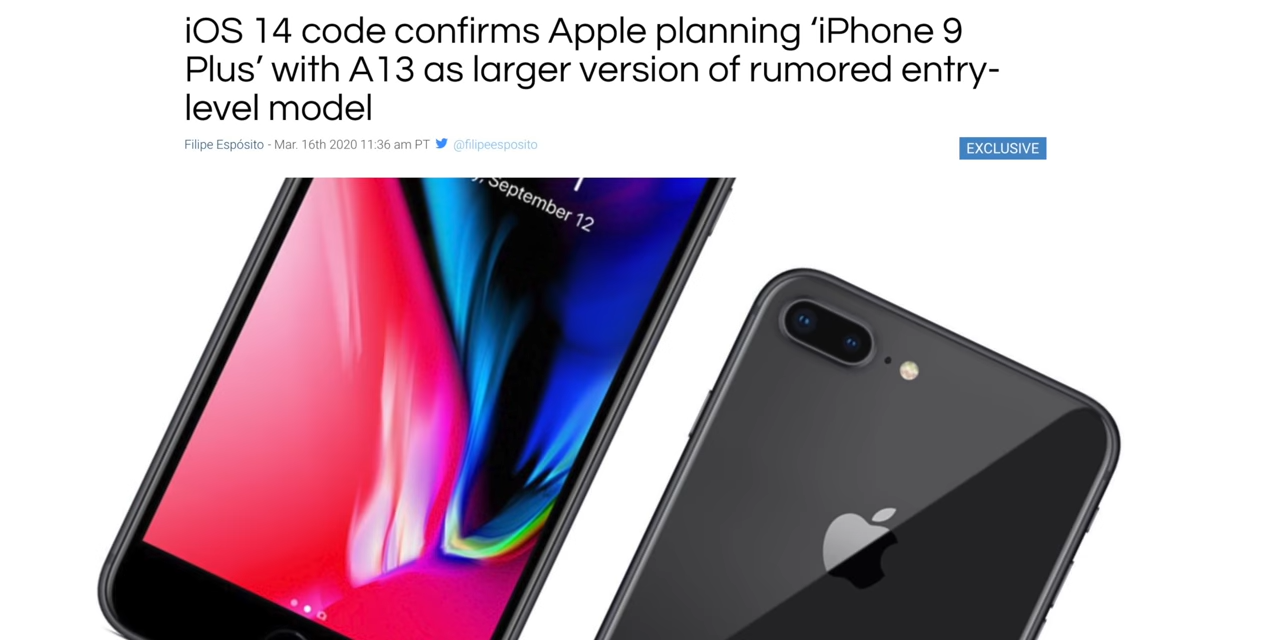 iOS 14 code confirms Apple planning ‘iPhone 9
Plus’ with A13 as larger version of rumored entry-
level model
Filipe Espósito - Mar. 16th 2020 11:36 am PT @filipeesposito
EXCLUSIVE
September 12